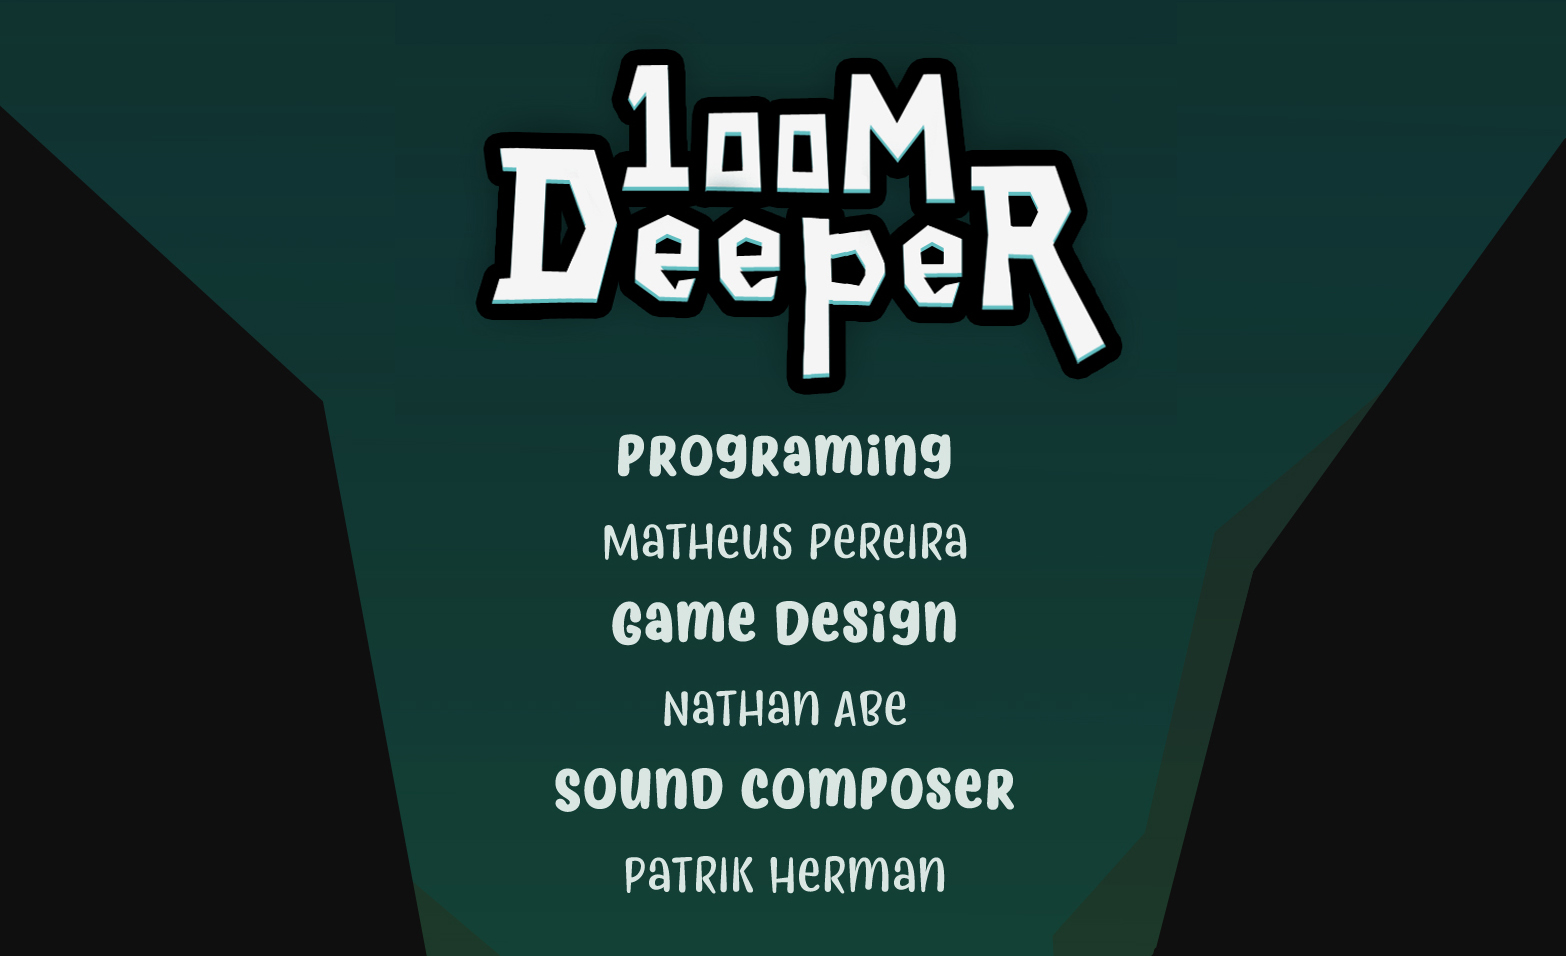 100M
DeepeR
Programing
Matheus Pereira
Game Design
Nathan Abe
Sound Composer
Patrik Herman